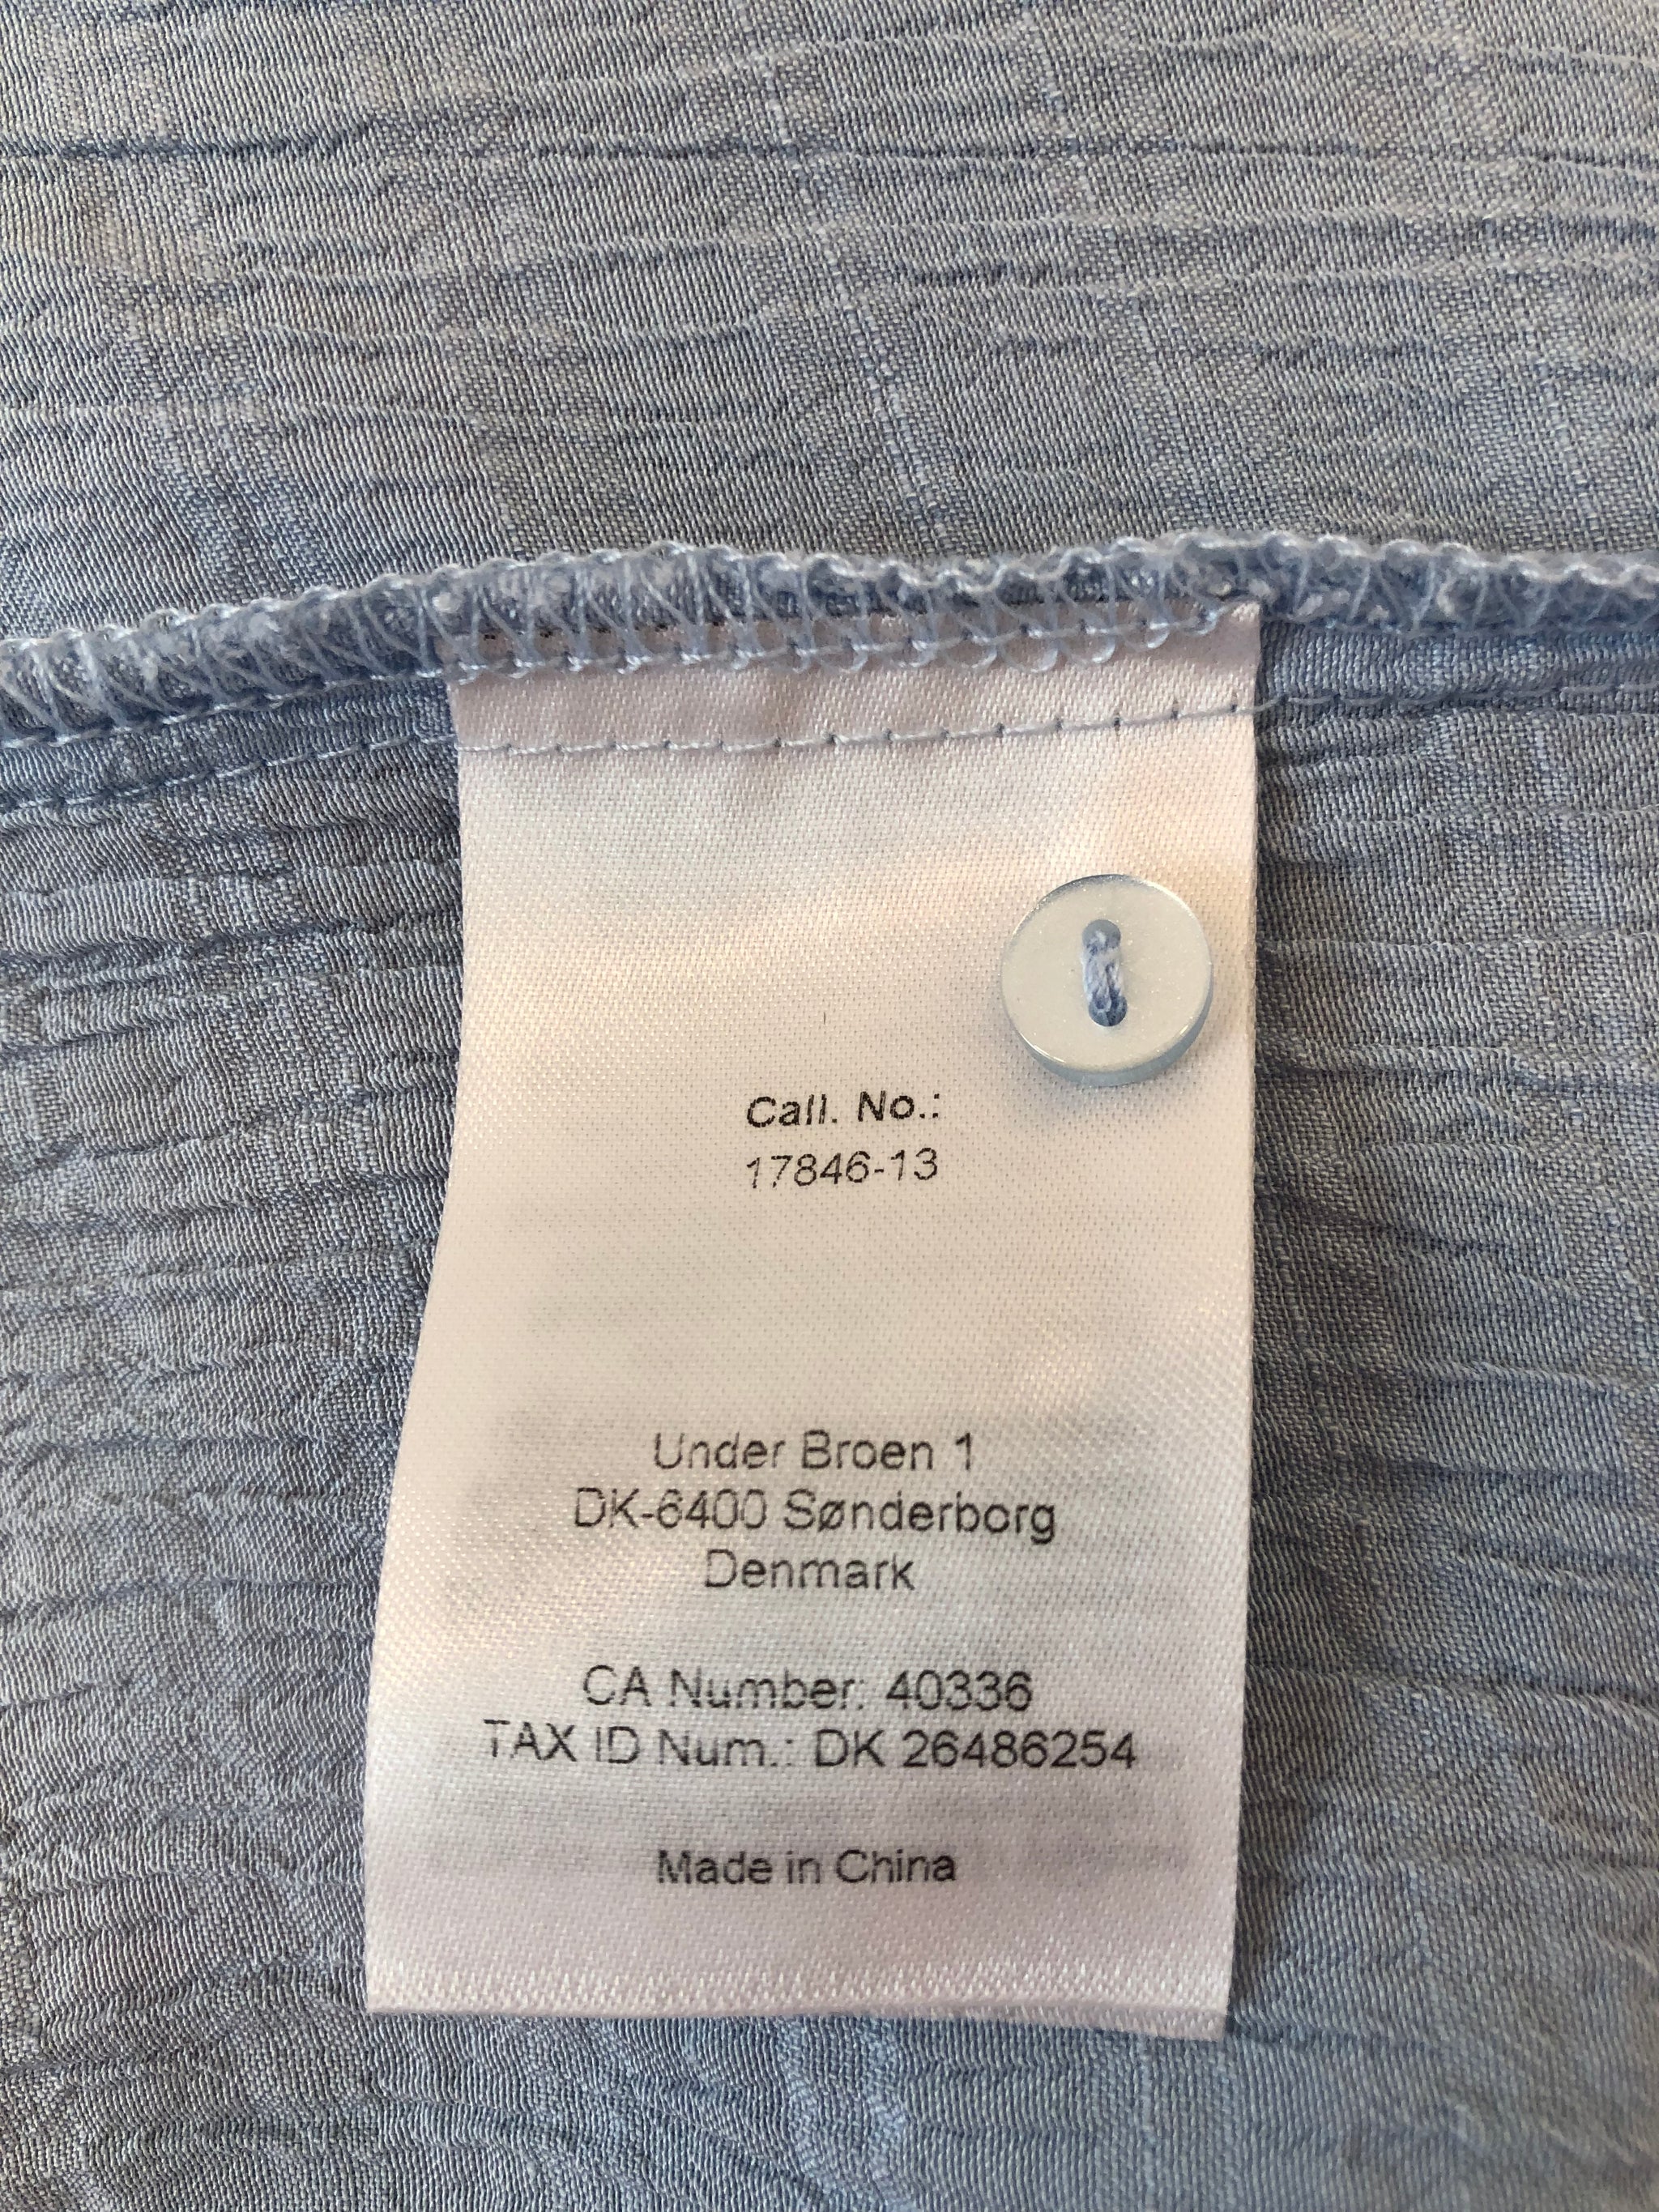 Call. No.:
17846-13
Under Broen 1
DK-6400 Sønderborg
Denmark
CA Number: 40336
TAX ID Num.: DK 26486254
Made in China